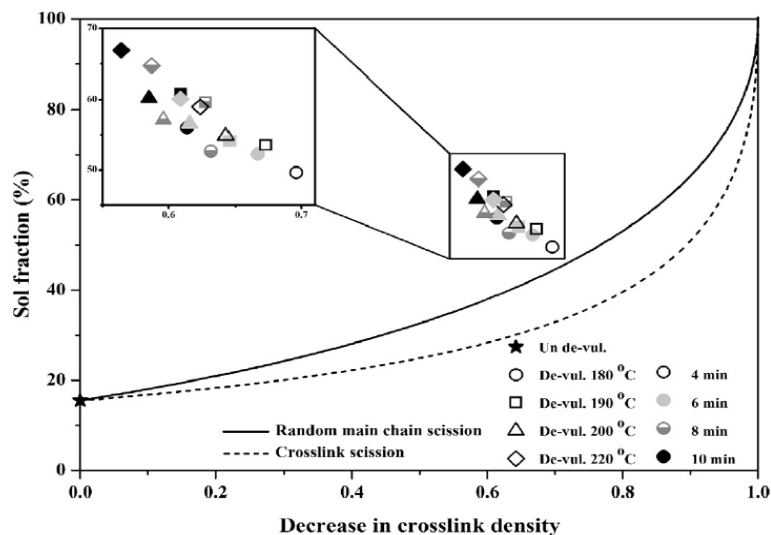 100
80
60
40
20
0
Sol fraction (%)
70
60
50
0.6
0.7
Un de-vul.
De-vul. 180 °C
4 min
De-vul. 190 °C
6 min
De-vul. 200 °C
8 min
De-vul. 220 °C
10 min
Random main chain scission
Crosslink scission
0.0
0.2
0.4
0.6
0.8
1.0
Decrease in crosslink density